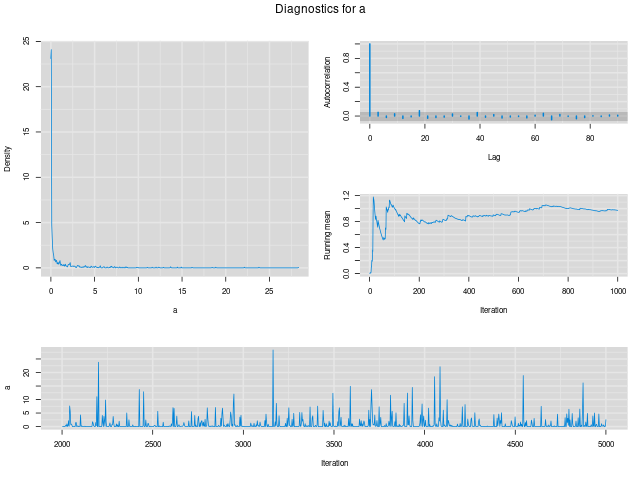 Diagnostics for a
Density
25
20
15
10
5
0
0 5 10 15 20 25
a
Autocorrelation
0.8
0.4
0.0
0 20 40 60 80
Lag
Running mean
1.2
0.8
0.4
0.0
0 200 400 600 800 1000
Iteration
a
20
10
5
0
2000 2500 3000 3500 4000 4500 5000
Iteration